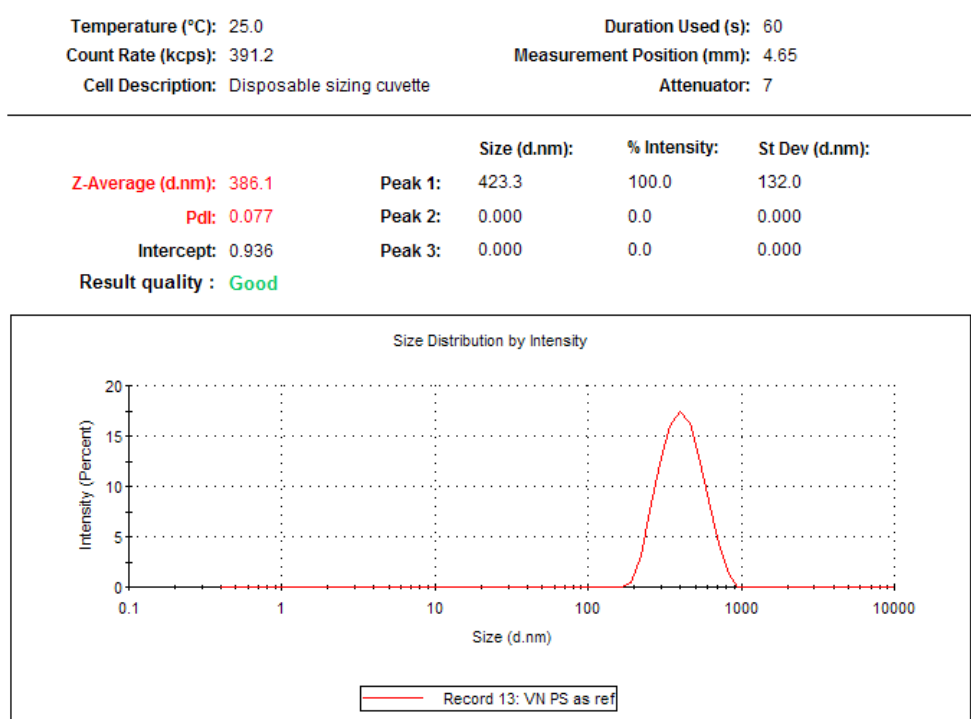 Temperature (°C): 25.0 Duration Used (s): 60
Count Rate (kcps): 391.2 Measurement Position (mm): 4.65
Cell Description: Disposable sizing cuvette Attenuator: 7
Size (d.nm): % Intensity: St Dev (d.nm):
Z-Average (d.nm): 386.1 Peak 1: 423.3 100.0 132.0
PdI: 0.077 Peak 2: 0.000 0.0 0.000
Intercept: 0.936 Peak 3: 0.000 0.0 0.000
Result quality : Good
Size Distribution by Intensity
Intensity (Percent)
20
15
10
5
0
0.1 1 10 100 1000 10000
Size (d.nm)
Record 13: VN PS as ref